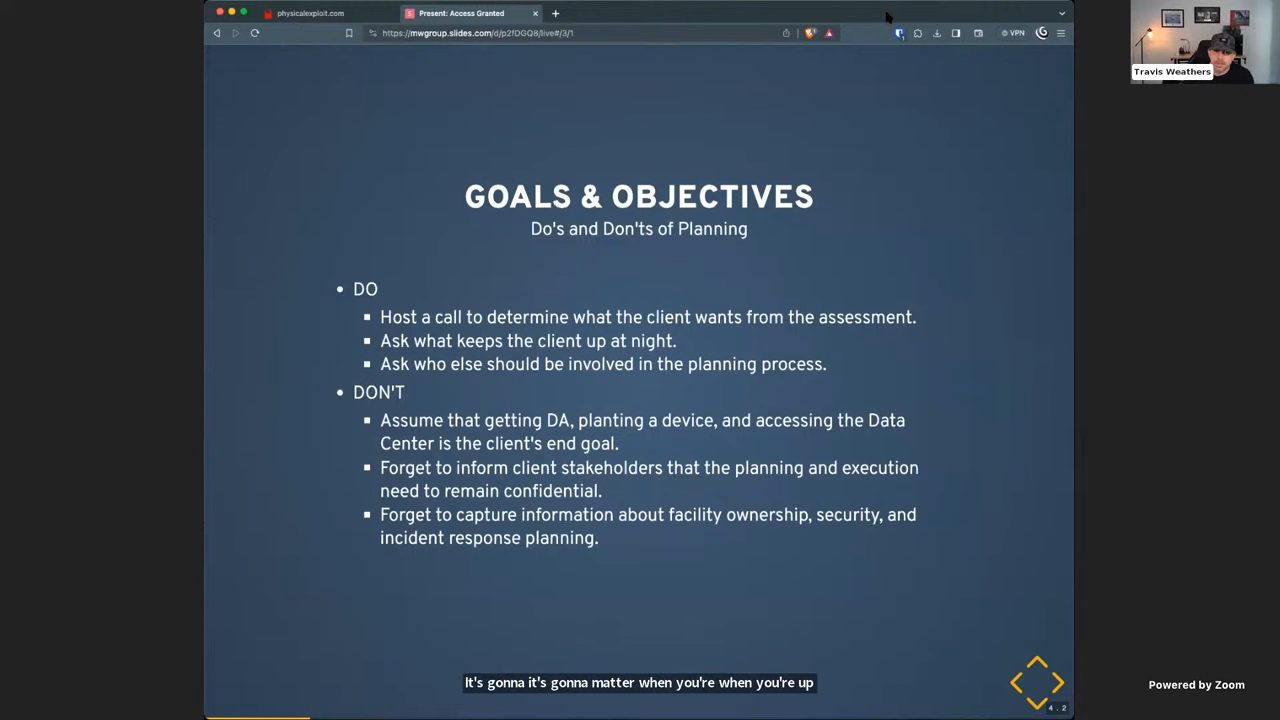 physicalexploit.com
Present: Access Granted
https://mwgroup.slides.com/d/p2fDGQ8/live#/3/1
VPN
Travis Weathers
GOALS & OBJECTIVES
Do's and Don'ts of Planning
• DO
▪ Host a call to determine what the client wants from the assessment.
▪ Ask what keeps the client up at night.
▪ Ask who else should be involved in the planning process.
• DON'T
▪ Assume that getting DA, planting a device, and accessing the Data
Center is the client's end goal.
▪ Forget to inform client stakeholders that the planning and execution
need to remain confidential.
▪ Forget to capture information about facility ownership, security, and
incident response planning.
It's gonna it's gonna matter when you're when you're up
Powered by Zoom
4.2